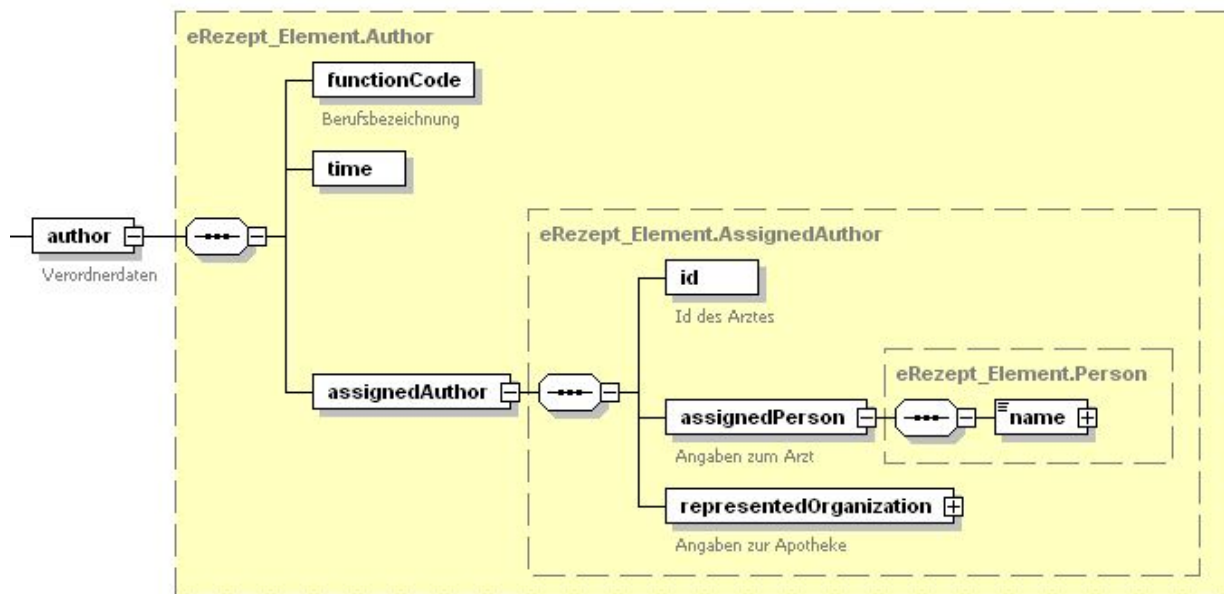 eRezept_Element.Author
functionCode
Berufsbezeichnung
time
author
Verordnerdaten
eRezept_Element.AssignedAuthor
id
Id des Arztes
assignedAuthor
eRezept_Element.Person
assignedPerson
name
Angaben zum Arzt
representedOrganization
Angaben zur Apotheke